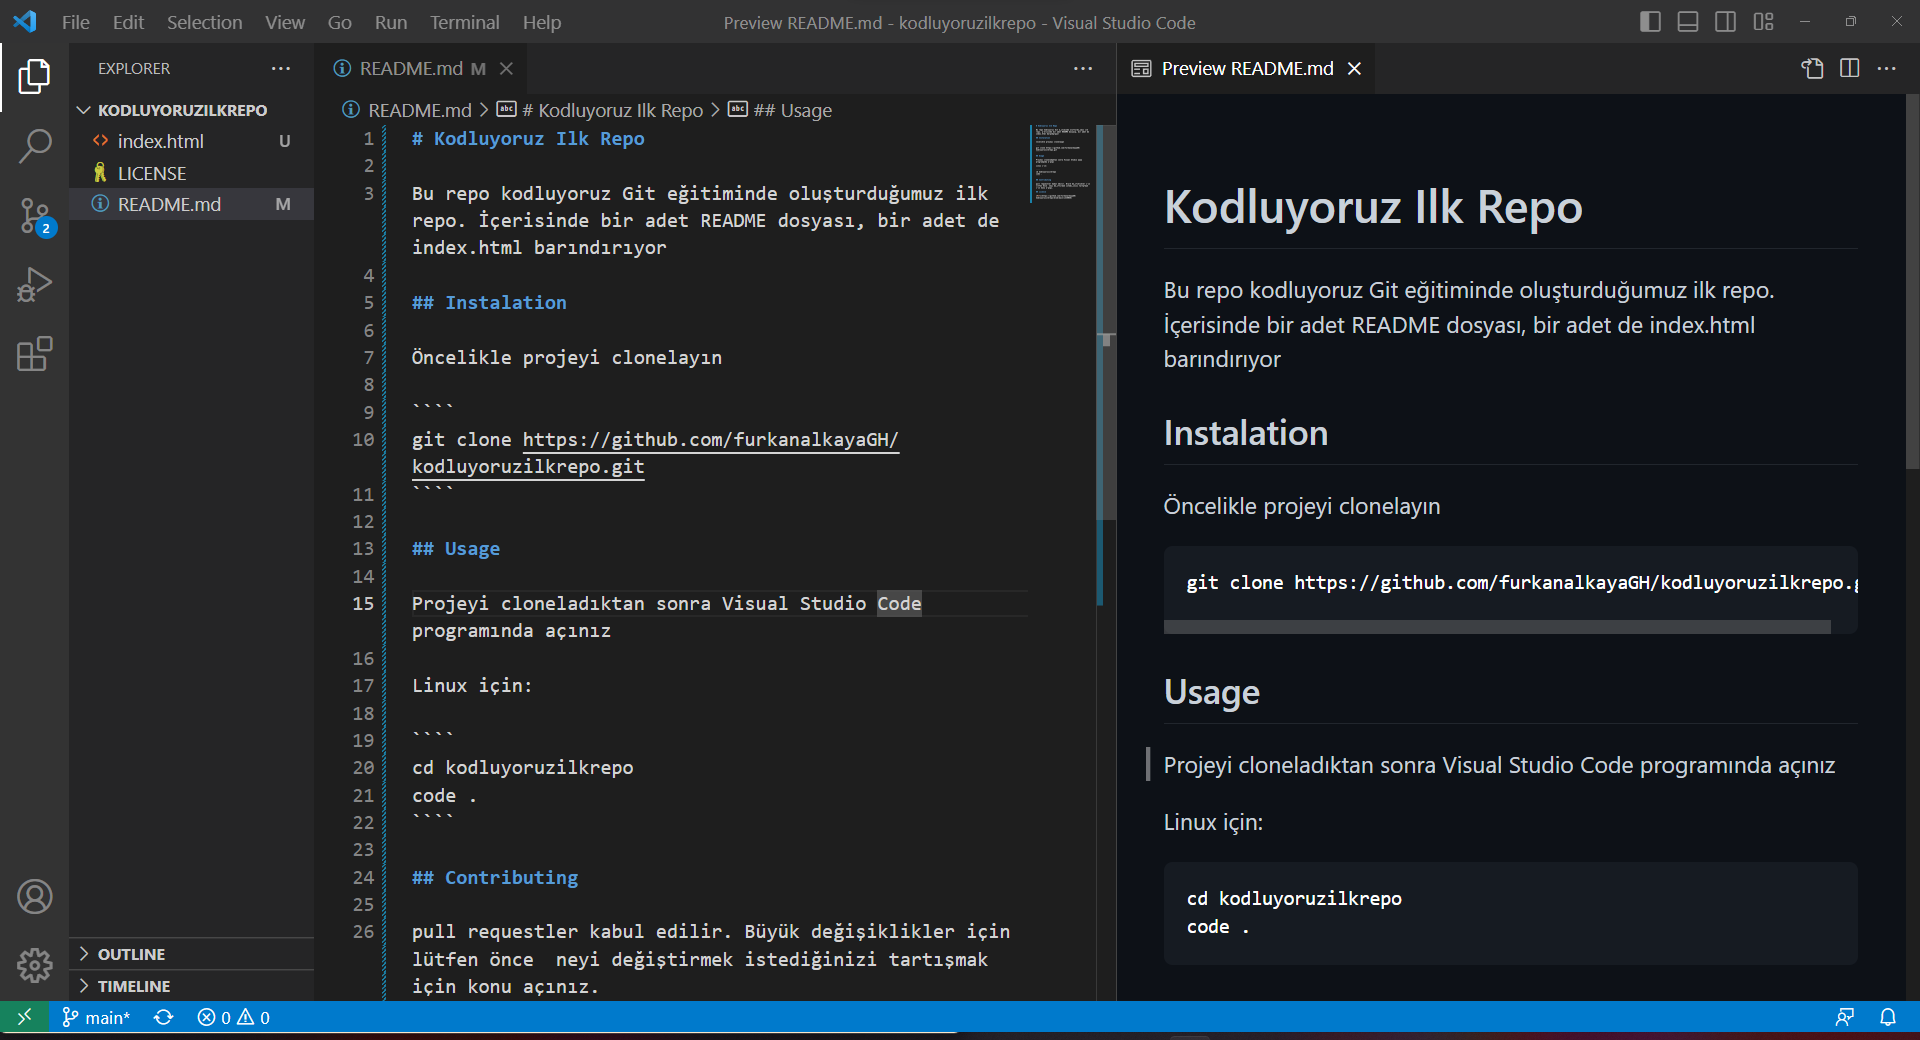 File Edit Selection View Go Run Terminal Help
Preview README.md - kodluyoruzilkrepo - Visual Studio Code
EXPLORER
KODLUYORUZILKREPO
index.html U
LICENSE
README.md M
2
OUTLINE
TIMELINE
README.md M
README.md > # Kodluyoruz Ilk Repo > ## Usage
1 # Kodluyoruz Ilk Repo
2
3 Bu repo kodluyoruz Git eğitiminde oluşturduğumuz ilk
repo. İçerisinde bir adet README dosyası, bir adet de
index.html barındırıyor
4
5 ## Instalation
6
7 Öncelikle projeyi clonelayın
8
9 ````
10 git clone https://github.com/furkanalkayaGH/
kodluyoruzilkrepo.git
11 ````
12
13 ## Usage
14
15 Projeyi cloneladıktan sonra Visual Studio Code
programında açınız
16
17 Linux için:
18
19 ````
20 cd kodluyoruzilkrepo
21 code .
22 ````
23
24 ## Contributing
25
26 pull requestler kabul edilir. Büyük değişiklikler için
lütfen önce  neyi değiştirmek istediğinizi tartışmak
için konu açınız.
Preview README.md
Kodluyoruz Ilk Repo
Bu repo kodluyoruz Git eğitiminde oluşturduğumuz ilk repo.
İçerisinde bir adet README dosyası, bir adet de index.html
barındırıyor
Instalation
Öncelikle projeyi clonelayın
git clone https://github.com/furkanalkayaGH/kodluyoruzilkrepo.g
Usage
Projeyi cloneladıktan sonra Visual Studio Code programında açınız
Linux için:
cd kodluyoruzilkrepo
code .
main* 0 0